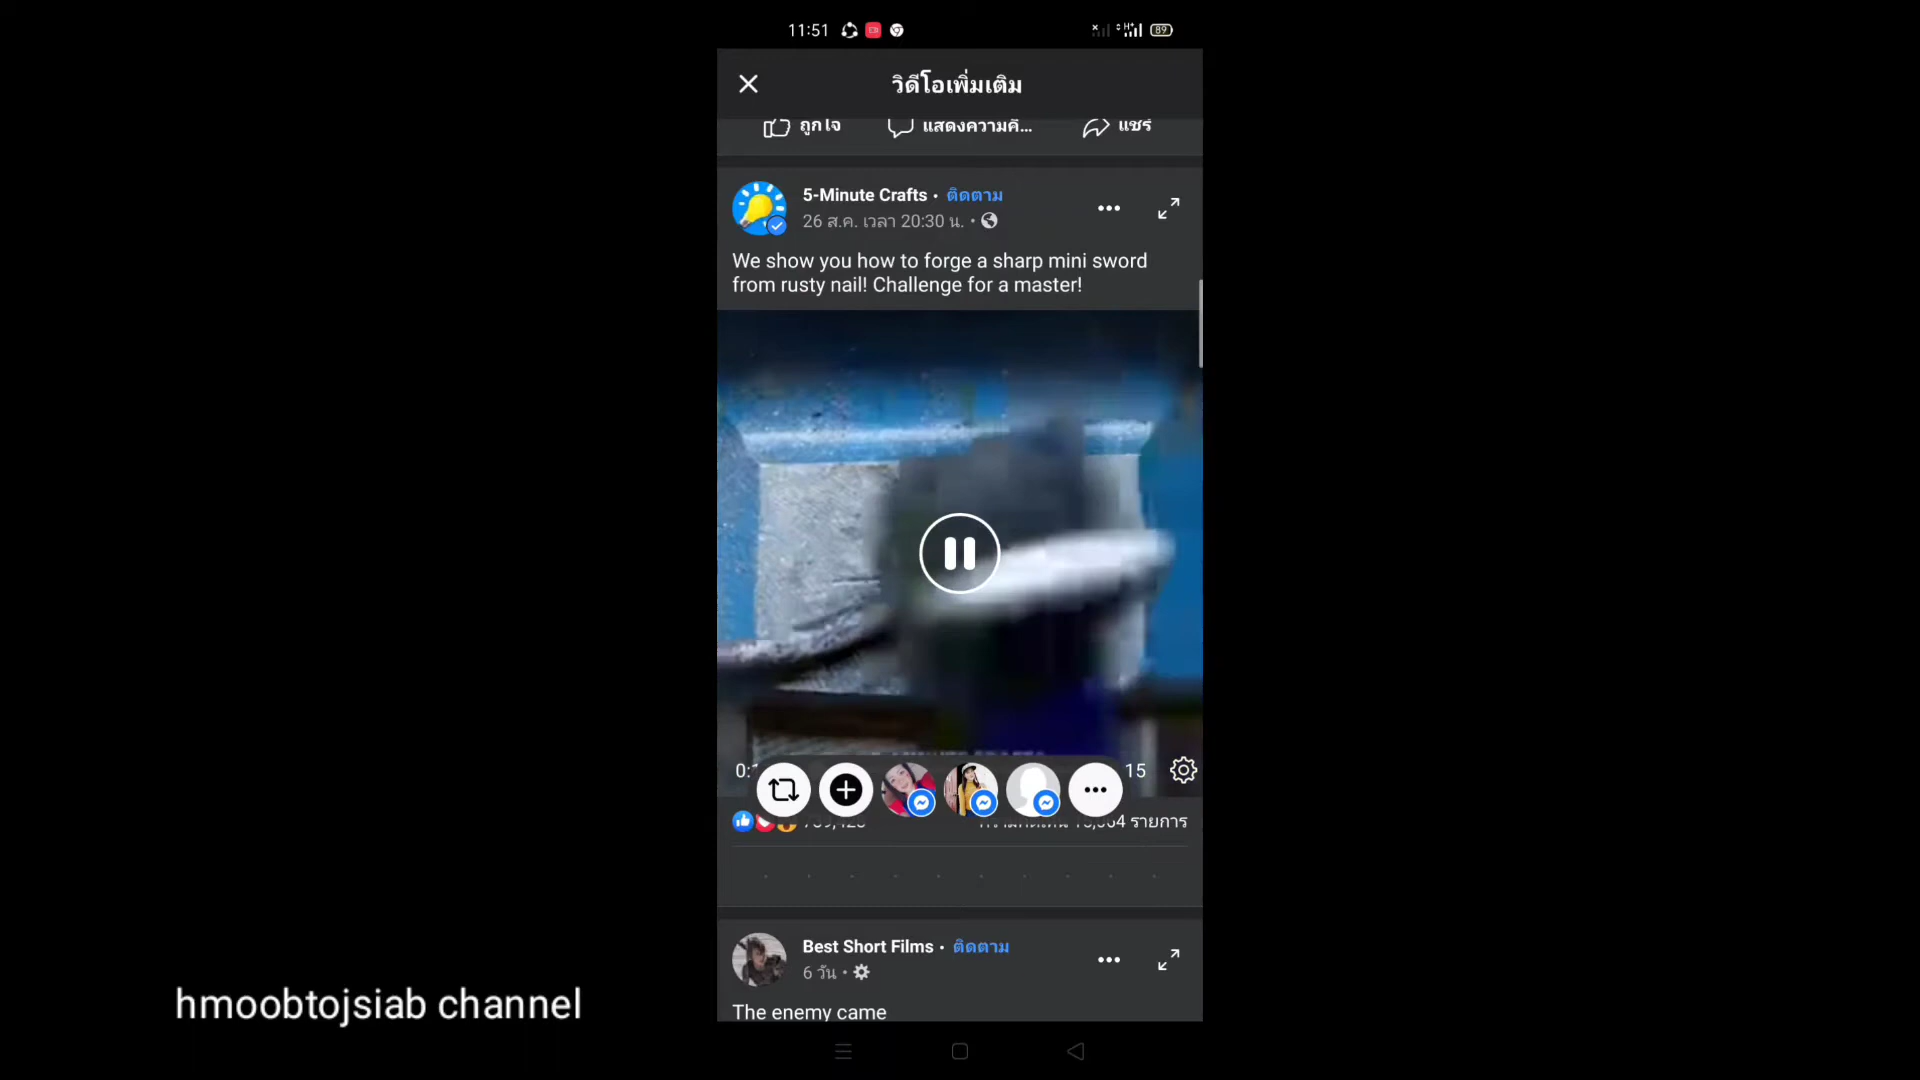 11:51
89
วิดีโอเพิ่มเติม
ถูกใจ
แสดงความคิ...
แชร์
5-Minute Crafts • ติดตาม
26 ส.ค. เวลา 20:30 น. •
We show you how to forge a sharp mini sword
from rusty nail! Challenge for a master!
15
รายการ
Best Short Films • ติดตาม
6 วัน •
The enemy came
hmoobtojsiab channel